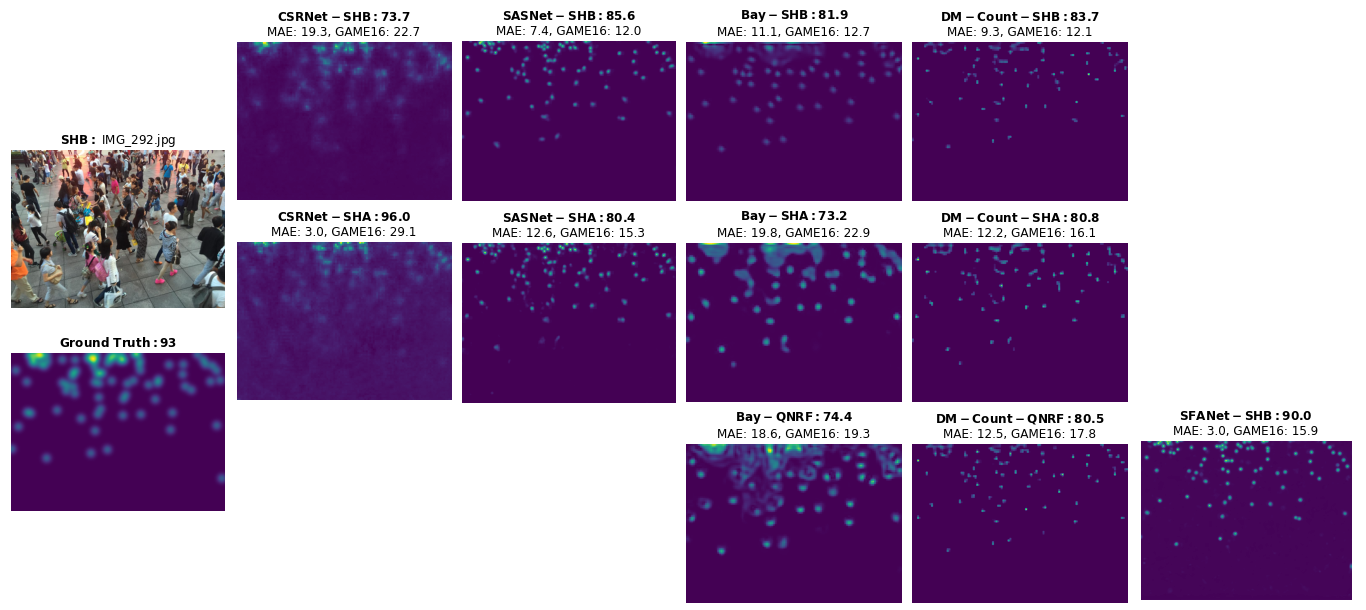 CSRNet – SHB: 73.7
MAE: 19.3, GAME16: 22.7
SASNet – SHB: 85.6
MAE: 7.4, GAME16: 12.0
Bay – SHB: 81.9
MAE: 11.1, GAME16: 12.7
DM – Count – SHB: 83.7
MAE: 9.3, GAME16: 12.1
SHB: IMG_292.jpg
CSRNet – SHA: 96.0
MAE: 3.0, GAME16: 29.1
SASNet – SHA: 80.4
MAE: 12.6, GAME16: 15.3
Bay – SHA: 73.2
MAE: 19.8, GAME16: 22.9
DM – Count – SHA: 80.8
MAE: 12.2, GAME16: 16.1
Ground Truth: 93
Bay – QNRF: 74.4
MAE: 18.6, GAME16: 19.3
DM – Count – QNRF: 80.5
MAE: 12.5, GAME16: 17.8
SFANet – SHB: 90.0
MAE: 3.0, GAME16: 15.9